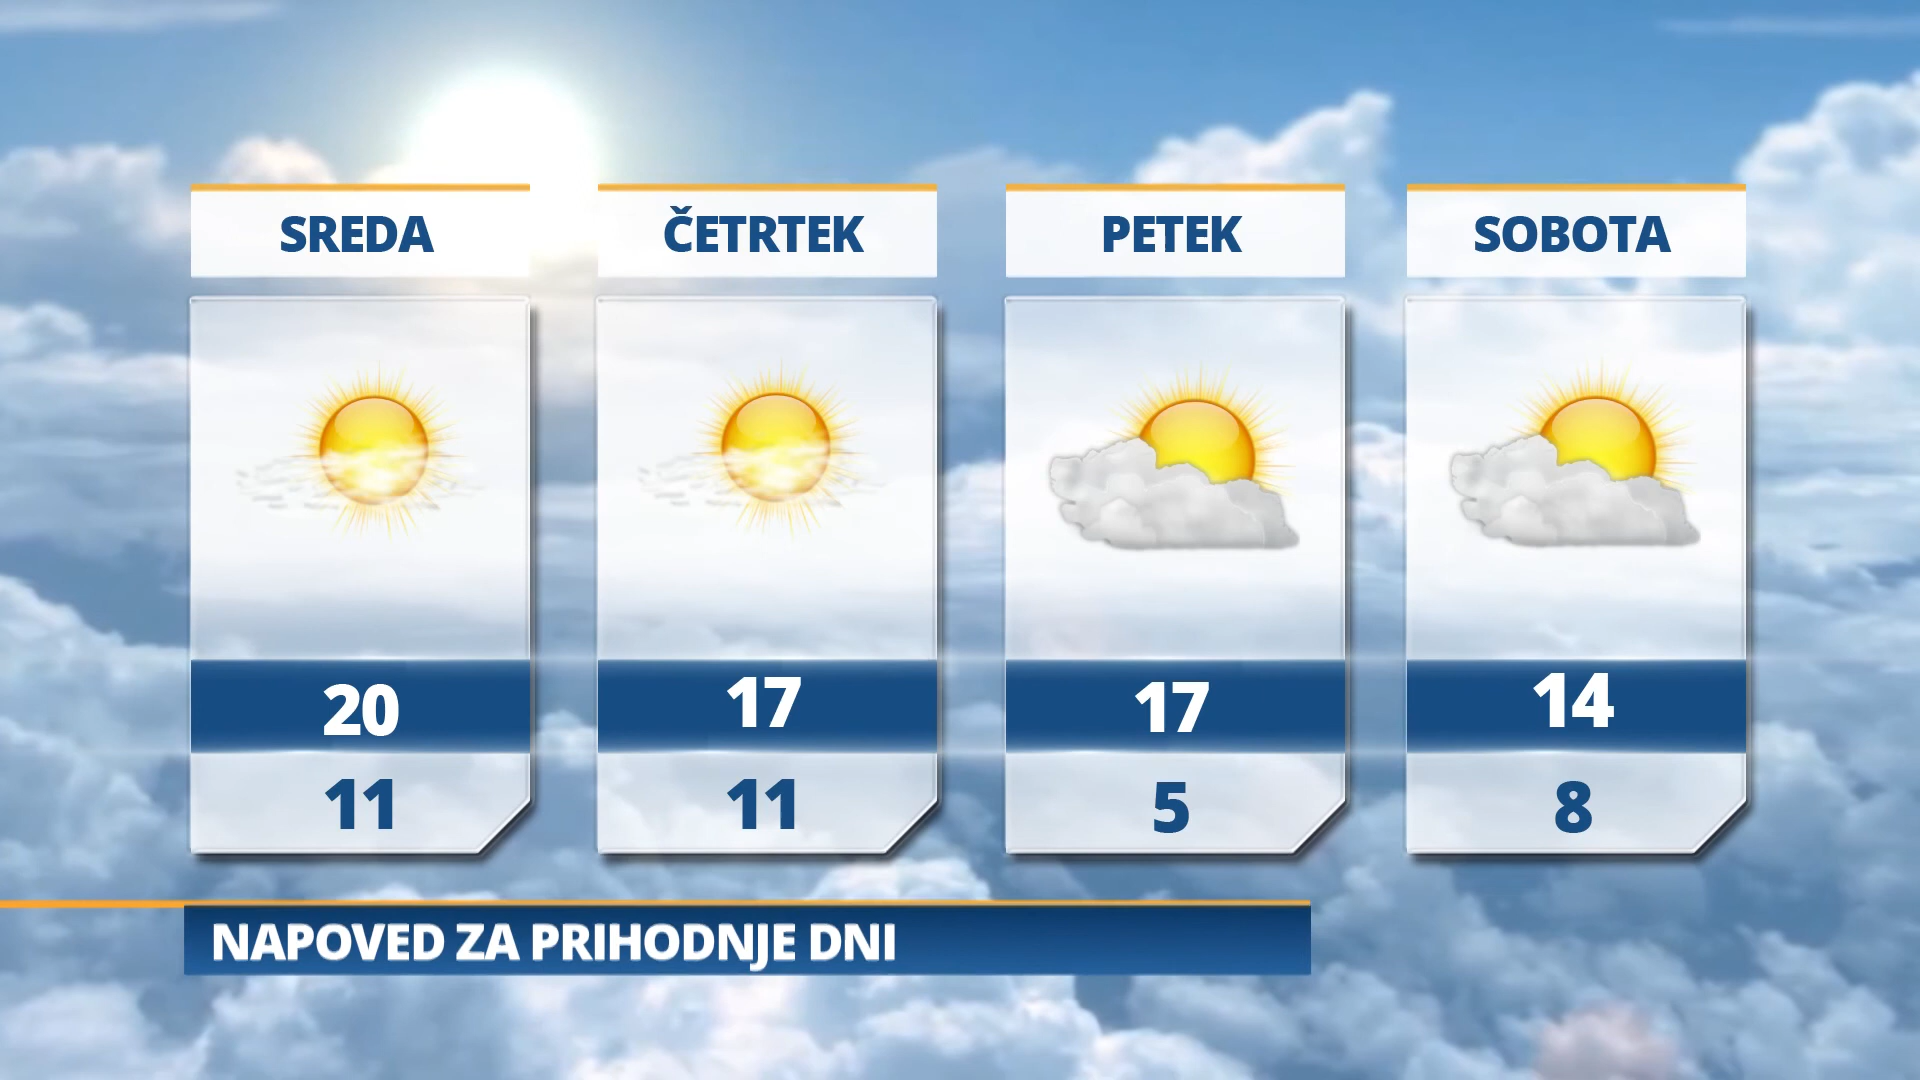 SREDA
ČETRTEK
PETEK
SOBOTA
20
17
17
14
11
11
5
8
NAPOVED ZA PRIHODNJE DNI